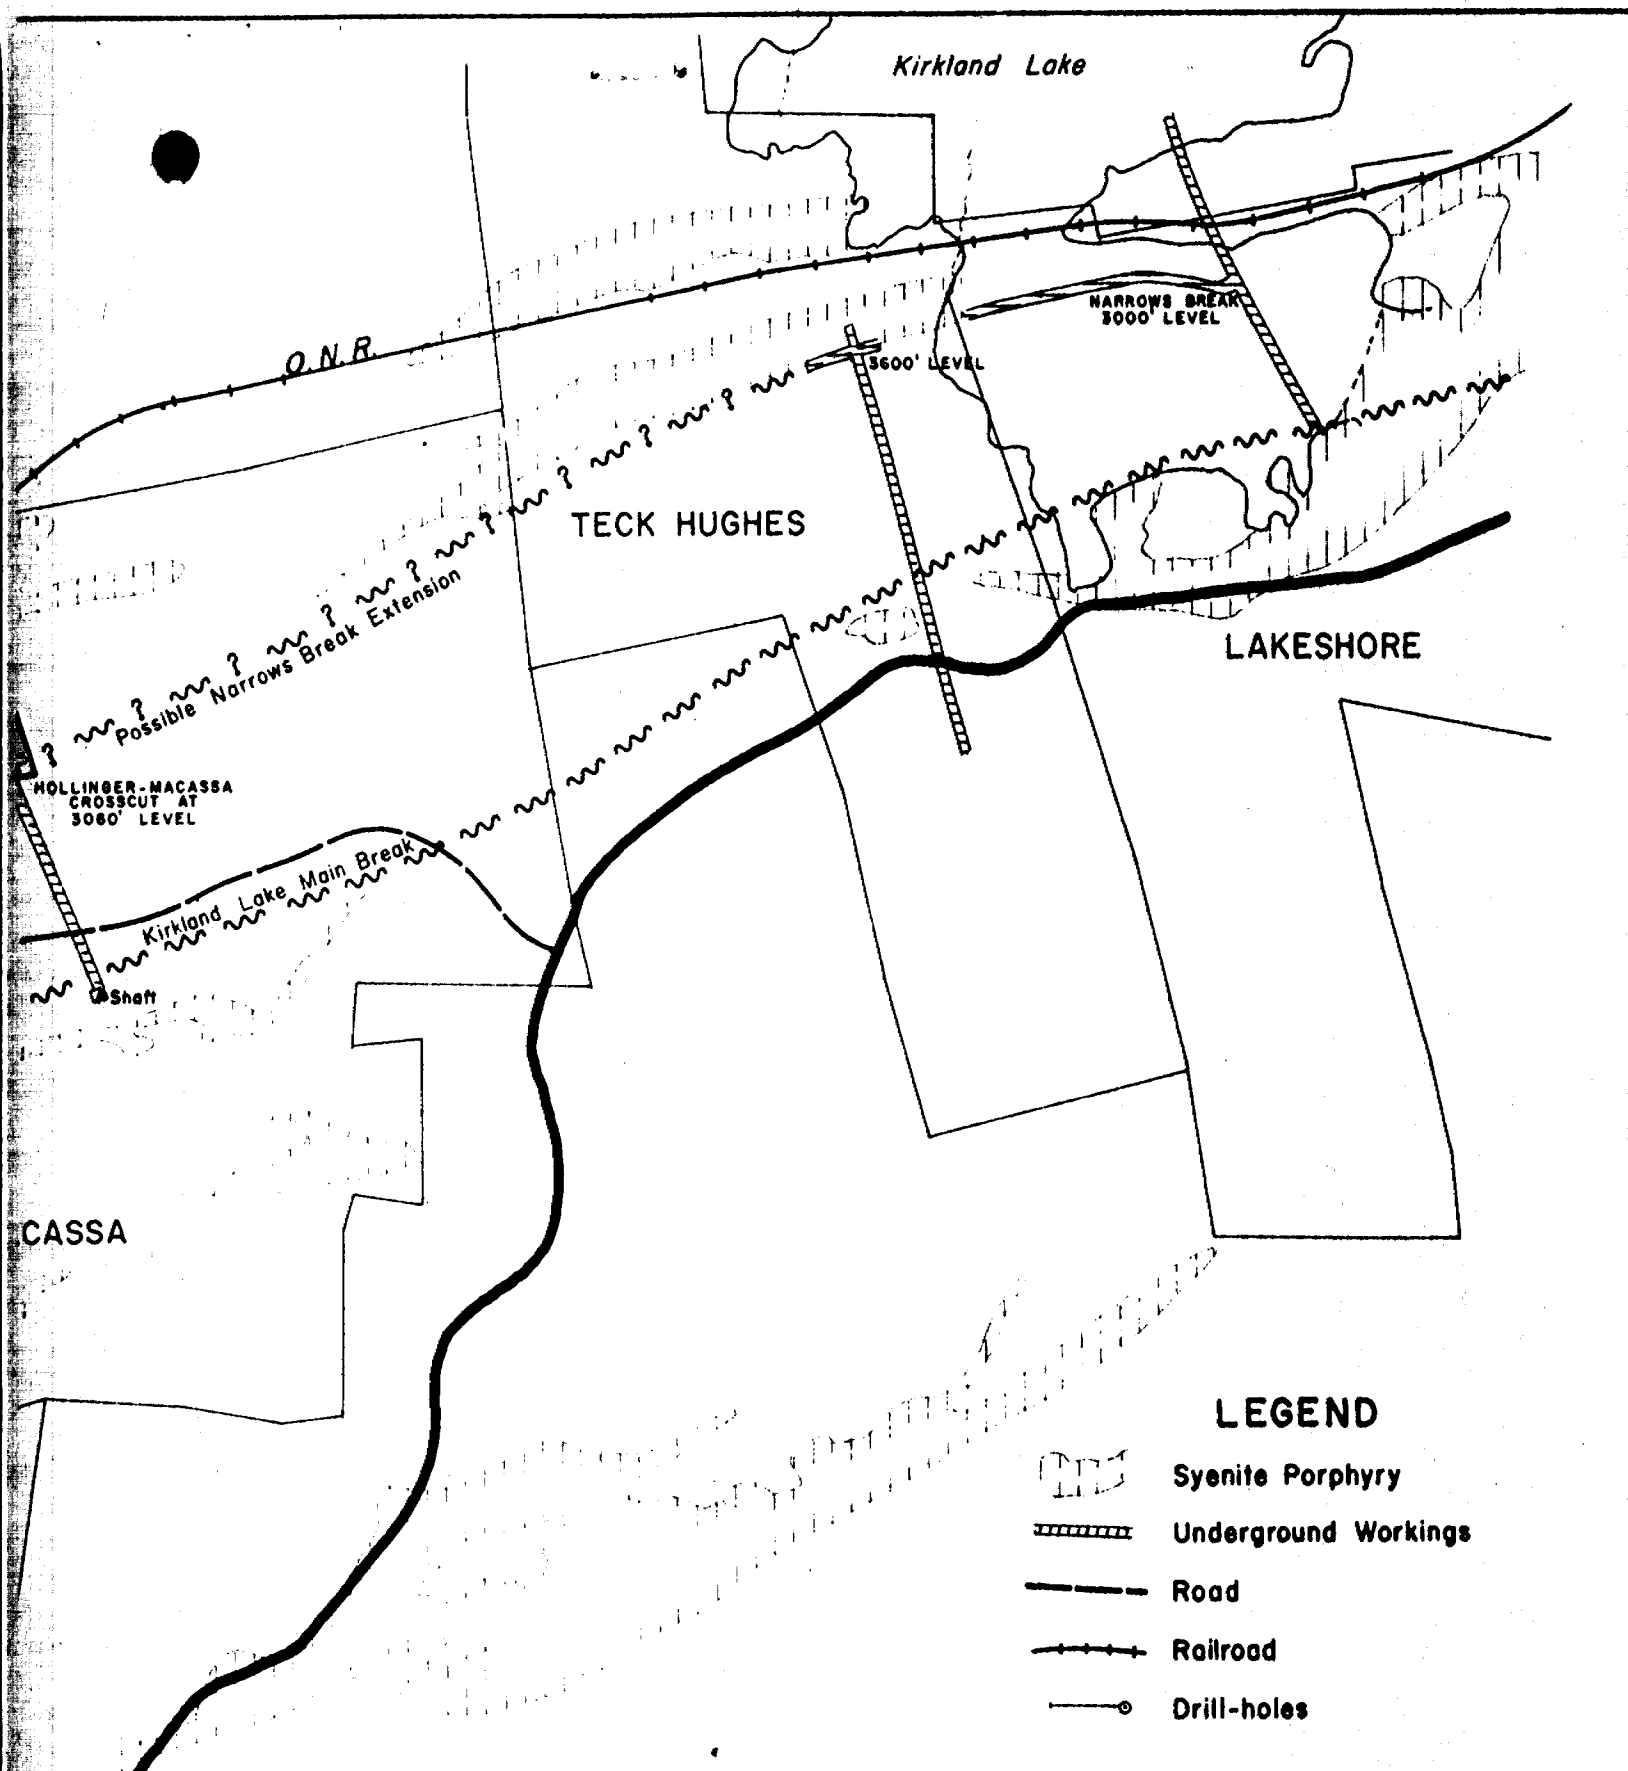 Kirkland Lake
O.N.R.
NARROWS BREAK
3000' LEVEL
3600' LEVEL
TECK HUGHES
? ? ? ? ? ? ? ? ? ?
Possible Narrows Break Extension
LAKESHORE
HOLLINGER-MACASSA
CROSSCUT AT
3060' LEVEL
Kirkland Lake Main Break
Shaft
CASSA
LEGEND
Syenite Porphyry
Underground Workings
Road
Railroad
Drill-holes